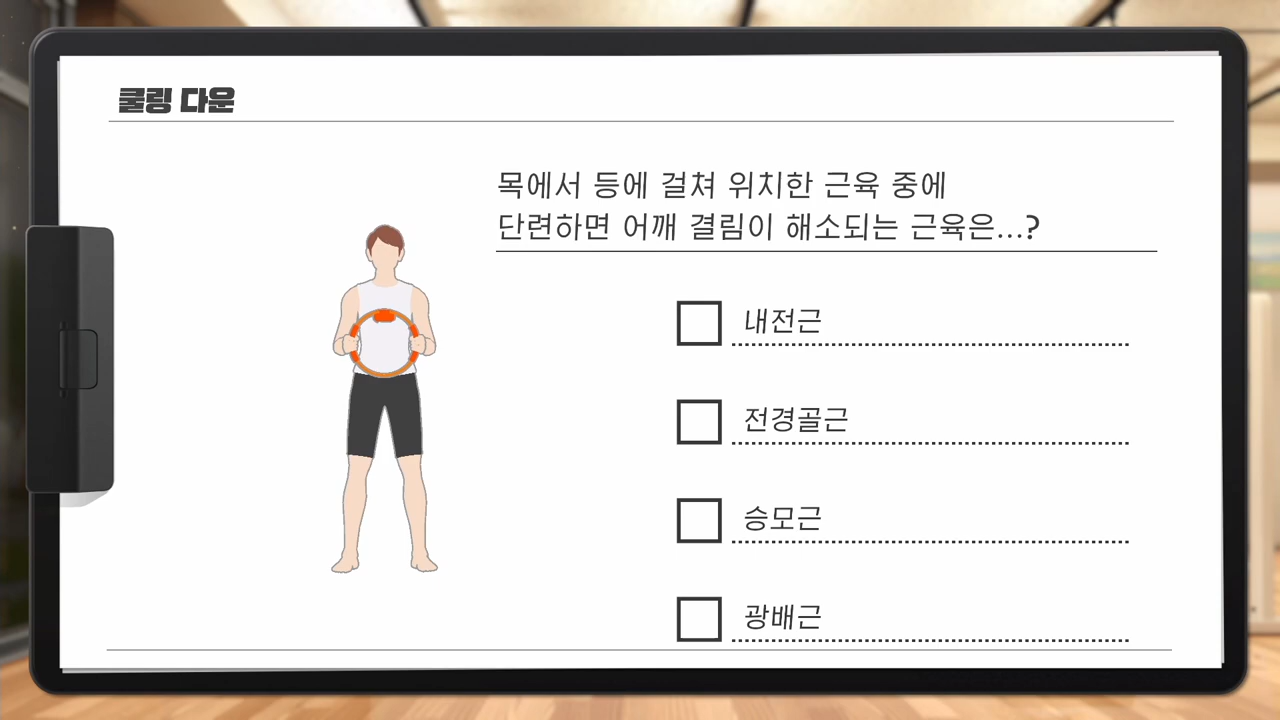 쿨링 다운
목에서 등에 걸쳐 위치한 근육 중에
단련하면 어깨 결림이 해소되는 근육은…?
내전근
전경골근
승모근
광배근